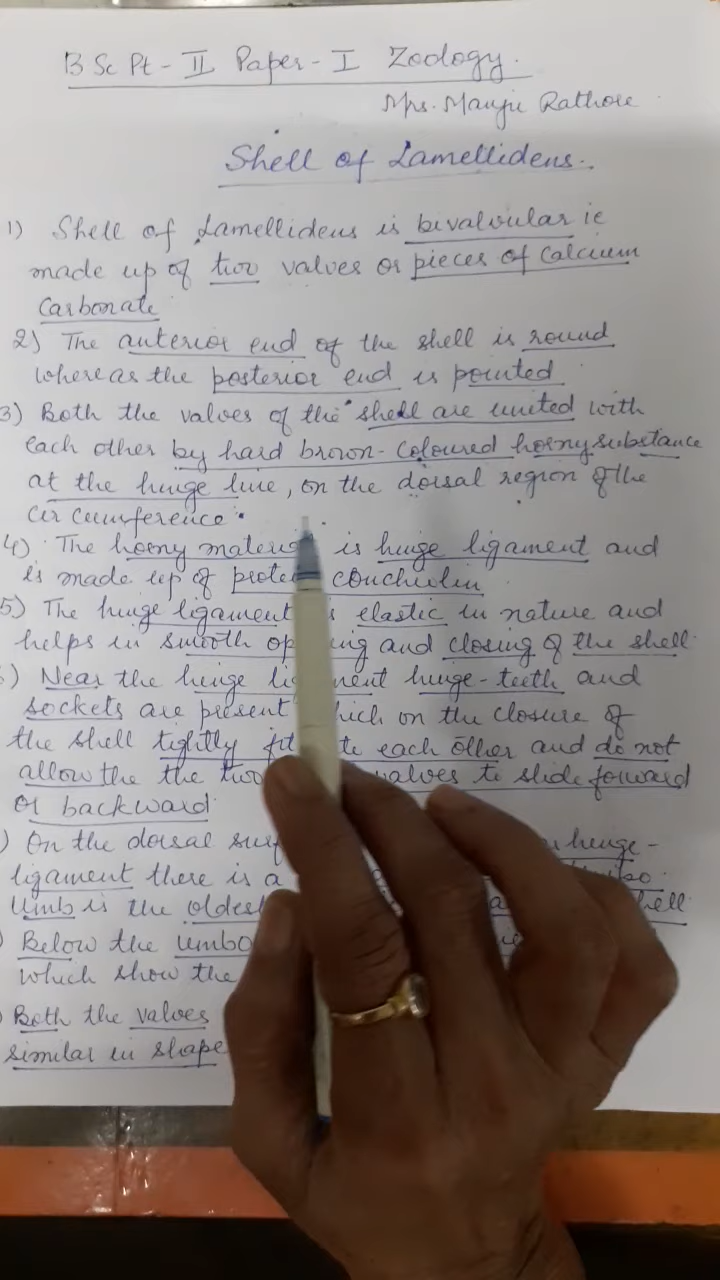 B Sc Pt - II Paper - I Zoology.
Mrs. Manju Rathore
Shell of Lamellidens.
1) Shell of Lamellidens is bivalvular ie
made up of two valves or pieces of Calcium
Carbonate
2) The anterior end of the shell is round
whereas the posterior end is pointed
3) Both the valves of the shell are united with
each other by hard brown-coloured horny substance
at the hinge line, on the dorsal region of the
circumference.
4) The horny material is hinge ligament and
is made up of protein conchiolin
5) The hinge ligament is elastic in nature and
helps in smooth opening and closing of the shell.
) Near the hinge ligament hinge-teeth and
sockets are present which on the closure of
the shell tightly fit to each other and do not
allow the the two valves to slide forward
or backward
) On the dorsal hinge-
ligament there is a
Umb is the oldest shell
) Below the umbo
which show the
Both the valves
similar in shape